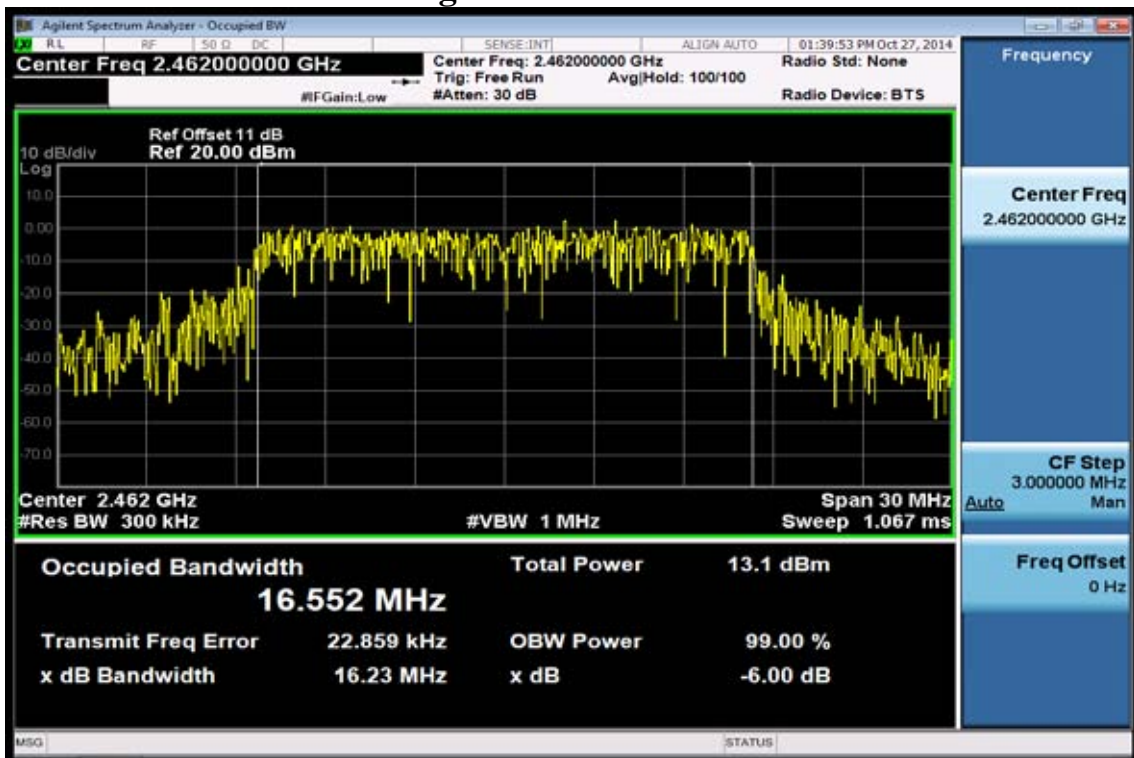 Agilent Spectrum Analyzer - Occupied BW
RL RF 50 Ω DC SENSE:INT ALIGN AUTO 01:39:53 PM Oct 27, 2014
Center Freq 2.462000000 GHz
Center Freq: 2.462000000 GHz
Radio Std: None
Trig: Free Run Avg|Hold: 100/100
#IFGain:Low
#Atten: 30 dB
Radio Device: BTS
Ref Offset 11 dB
10 dB/div Ref 20.00 dBm
Log
10.0
0.00
-10.0
-20.0
-30.0
-40.0
-50.0
-60.0
-70.0
Center 2.462 GHz Span 30 MHz
#Res BW 300 kHz #VBW 1 MHz Sweep 1.067 ms
Occupied Bandwidth
16.552 MHz
Total Power 13.1 dBm
Transmit Freq Error 22.859 kHz OBW Power 99.00 %
x dB Bandwidth 16.23 MHz x dB -6.00 dB
Frequency
Center Freq
2.462000000 GHz
CF Step
3.000000 MHz
Auto Man
Freq Offset
0 Hz
MSG STATUS